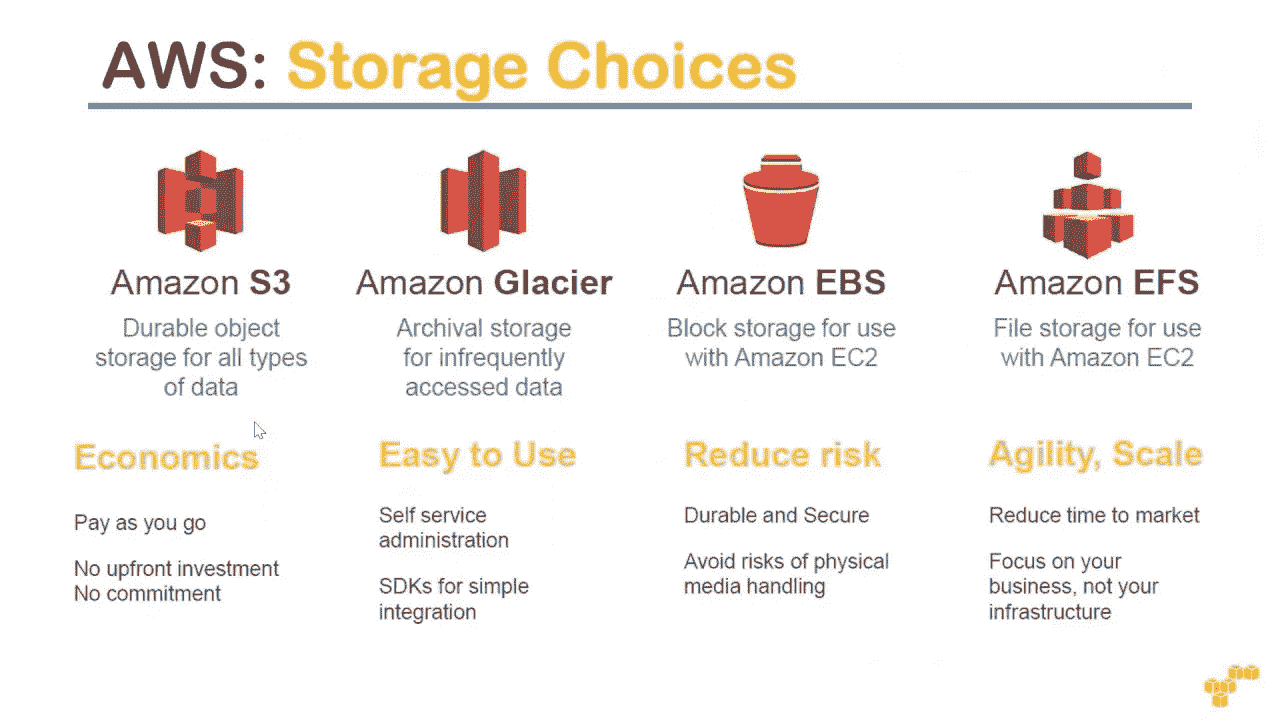 AWS: Storage Choices
Amazon S3
Durable object
storage for all types
of data
Amazon Glacier
Archival storage
for infrequently
accessed data
Amazon EBS
Block storage for use
with Amazon EC2
Amazon EFS
File storage for use
with Amazon EC2
Economics
Pay as you go
No upfront investment
No commitment
Easy to Use
Self service
administration
SDKs for simple
integration
Reduce risk
Durable and Secure
Avoid risks of physical
media handling
Agility, Scale
Reduce time to market
Focus on your
business, not your
infrastructure